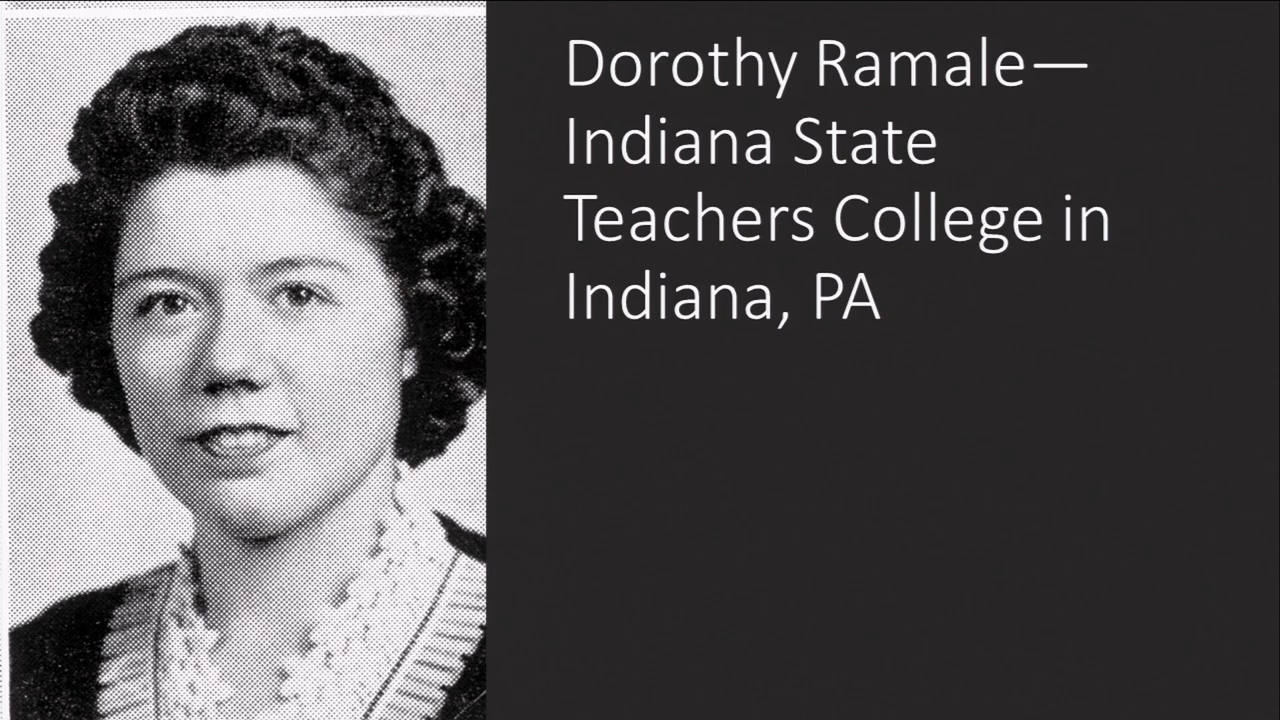 Dorothy Ramale—
Indiana State
Teachers College in
Indiana, PA